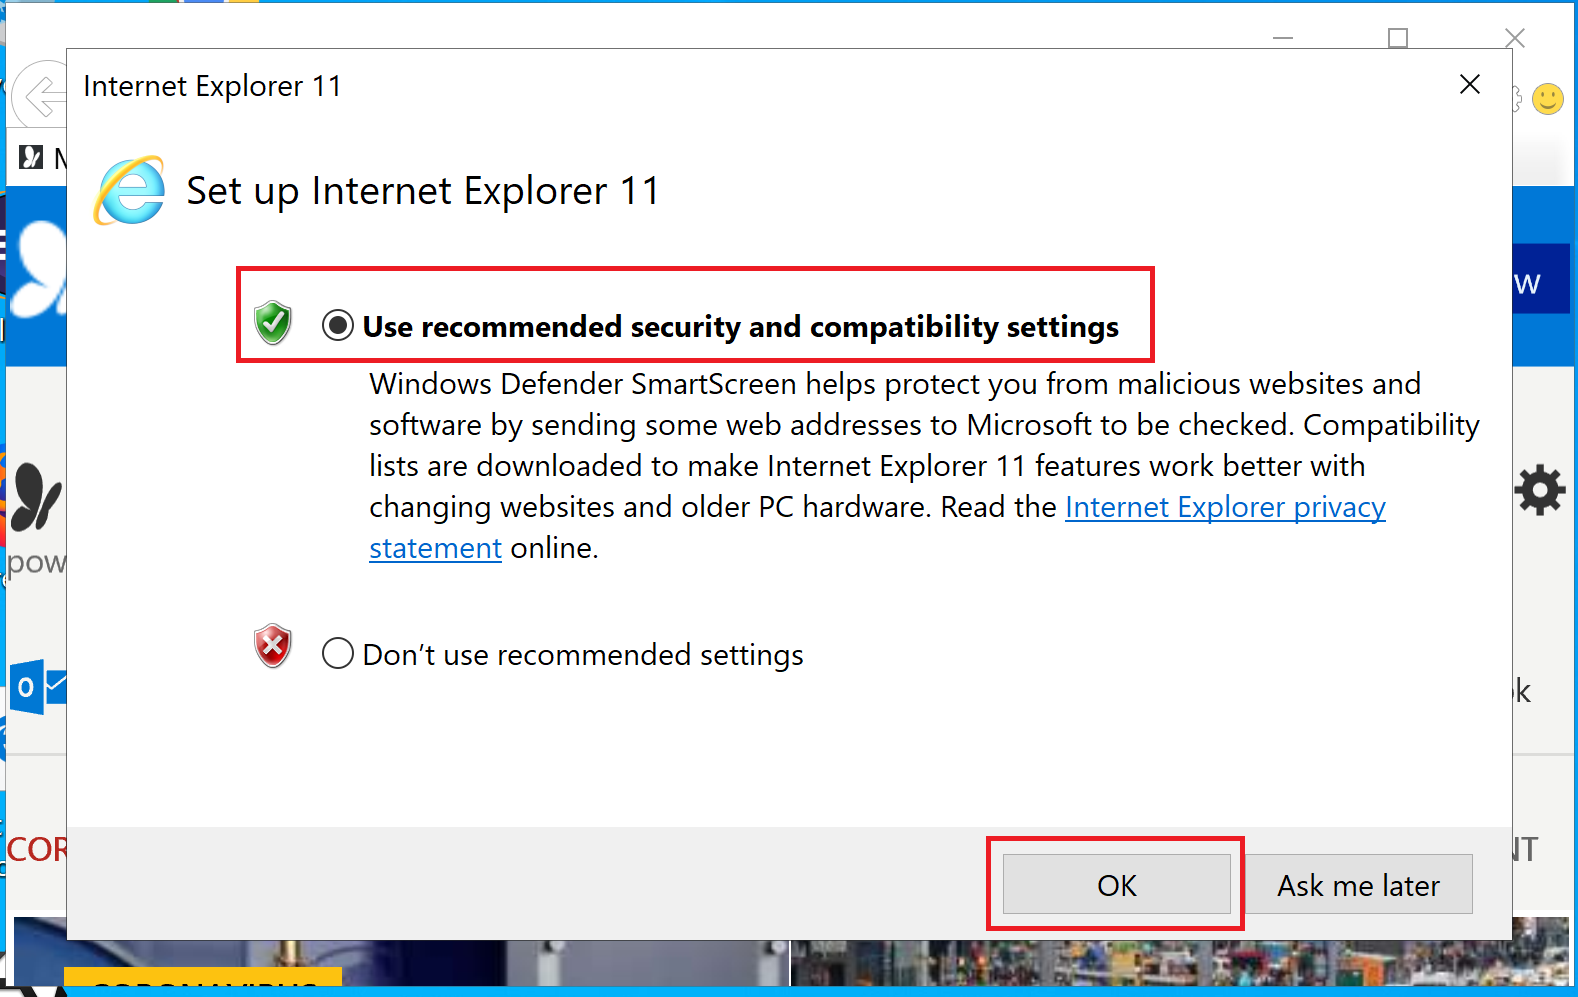 Internet Explorer 11
Set up Internet Explorer 11
w
Use recommended security and compatibility settings
Windows Defender SmartScreen helps protect you from malicious websites and
software by sending some web addresses to Microsoft to be checked. Compatibility
lists are downloaded to make Internet Explorer 11 features work better with
changing websites and older PC hardware. Read the Internet Explorer privacy
statement online.
pow
Don't use recommended settings
k
COR
NT
OK
Ask me later
CORONAVIRUS